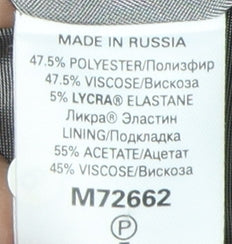 MADE IN RUSSIA
47.5% POLYESTER/Полиэфир
47.5% VISCOSE/Вискоза
5% LYCRA® ELASTANE
Ликра® Эластин
LINING/Подкладка
55% ACETATE/Ацетат
45% VISCOSE/Вискоза
M72662
P